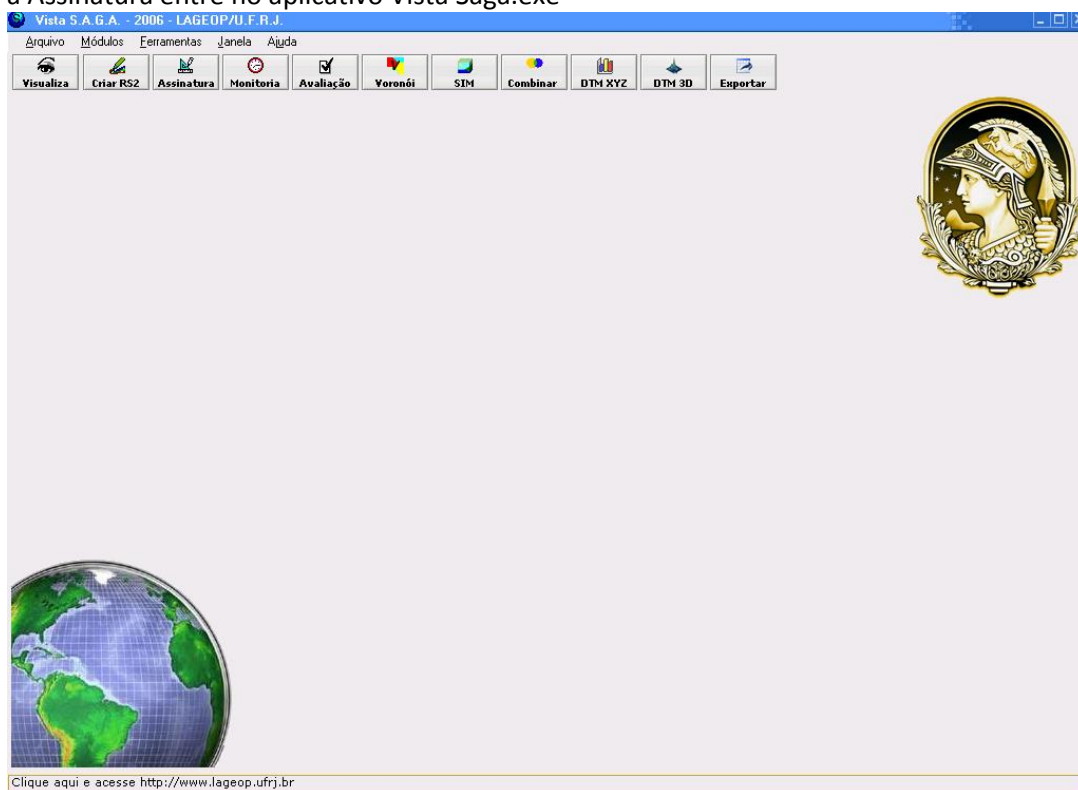 a Assinatura entre no aplicativo Vista Saga.exe
Vista S.A.G.A. - 2006 - LAGEOP/U.F.R.J.
Arquivo Módulos Ferramentas Janela Ajuda
Visualiza Criar RS2 Assinatura Monitoria Avaliação Voronói SIM Combinar DTM XYZ DTM 3D Exportar
Clique aqui e acesse http://www.lageop.ufrj.br